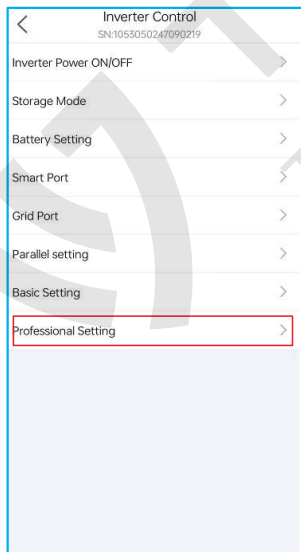 Inverter Control
SN:1053050247090219
Inverter Power ON/OFF
Storage Mode
Battery Setting
Smart Port
Grid Port
Parallel setting
Basic Setting
Professional Setting